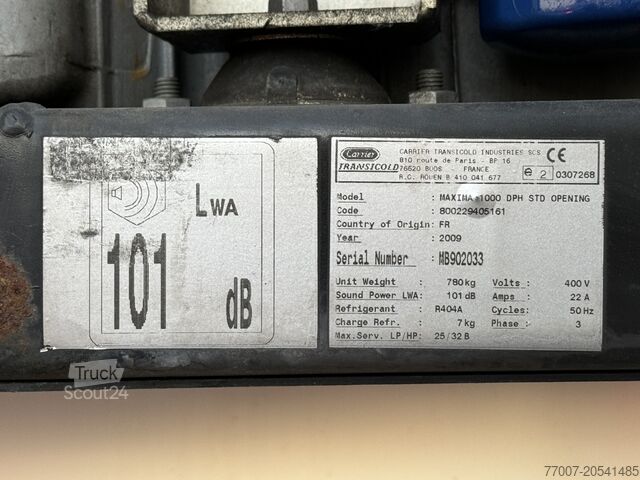 LWA
101
dB
Carrier
TRANSICOLD
CARRIER TRANSICOLD INDUSTRIES SCS
810 route de Paris - BP 16
76520 BOOS FRANCE
R.C. ROUEN B 410 041 677
CE
e 2 0307268
Model : MAXIMA 1000 DPH STD OPENING
Code : 800229405161
Country of Origin: FR
Year : 2009
Serial Number : MB902033
Unit Weight : 780 kg Volts : 400 V
Sound Power LWA: 101 dB Amps : 22 A
Refrigerant : R404A Cycles: 50 Hz
Charge Refr. : 7 kg Phase : 3
Max.Serv. LP/HP: 25/32 B
Truck
Scout24
77007-20541485